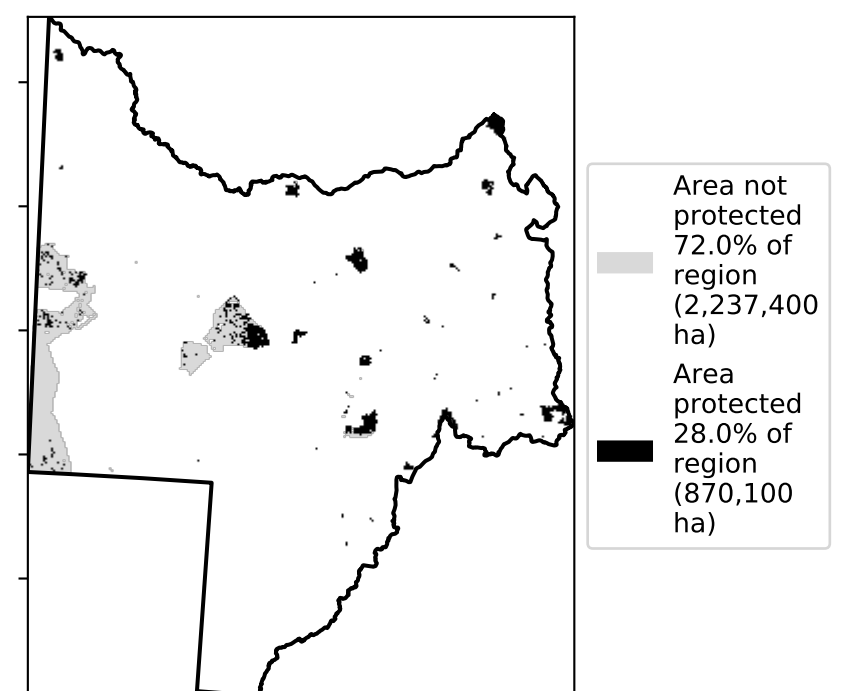 Area not
protected
72.0% of
region
(2,237,400
ha)
Area
protected
28.0% of
region
(870,100
ha)